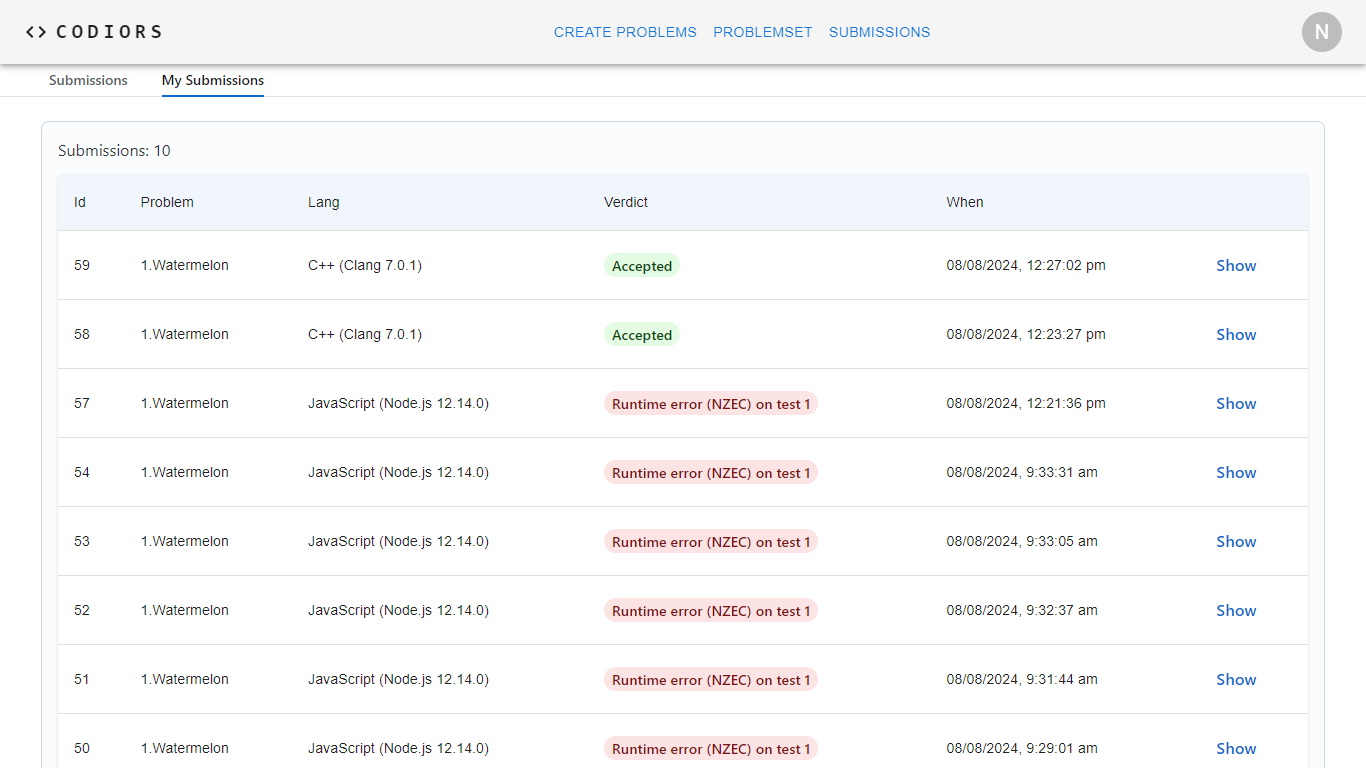 <> CODIORS CREATE PROBLEMS PROBLEMSET SUBMISSIONS N
Submissions My Submissions
Submissions: 10
Id Problem Lang Verdict When
59 1.Watermelon C++ (Clang 7.0.1) Accepted 08/08/2024, 12:27:02 pm Show
58 1.Watermelon C++ (Clang 7.0.1) Accepted 08/08/2024, 12:23:27 pm Show
57 1.Watermelon JavaScript (Node.js 12.14.0) Runtime error (NZEC) on test 1 08/08/2024, 12:21:36 pm Show
54 1.Watermelon JavaScript (Node.js 12.14.0) Runtime error (NZEC) on test 1 08/08/2024, 9:33:31 am Show
53 1.Watermelon JavaScript (Node.js 12.14.0) Runtime error (NZEC) on test 1 08/08/2024, 9:33:05 am Show
52 1.Watermelon JavaScript (Node.js 12.14.0) Runtime error (NZEC) on test 1 08/08/2024, 9:32:37 am Show
51 1.Watermelon JavaScript (Node.js 12.14.0) Runtime error (NZEC) on test 1 08/08/2024, 9:31:44 am Show
50 1.Watermelon JavaScript (Node.js 12.14.0) Runtime error (NZEC) on test 1 08/08/2024, 9:29:01 am Show